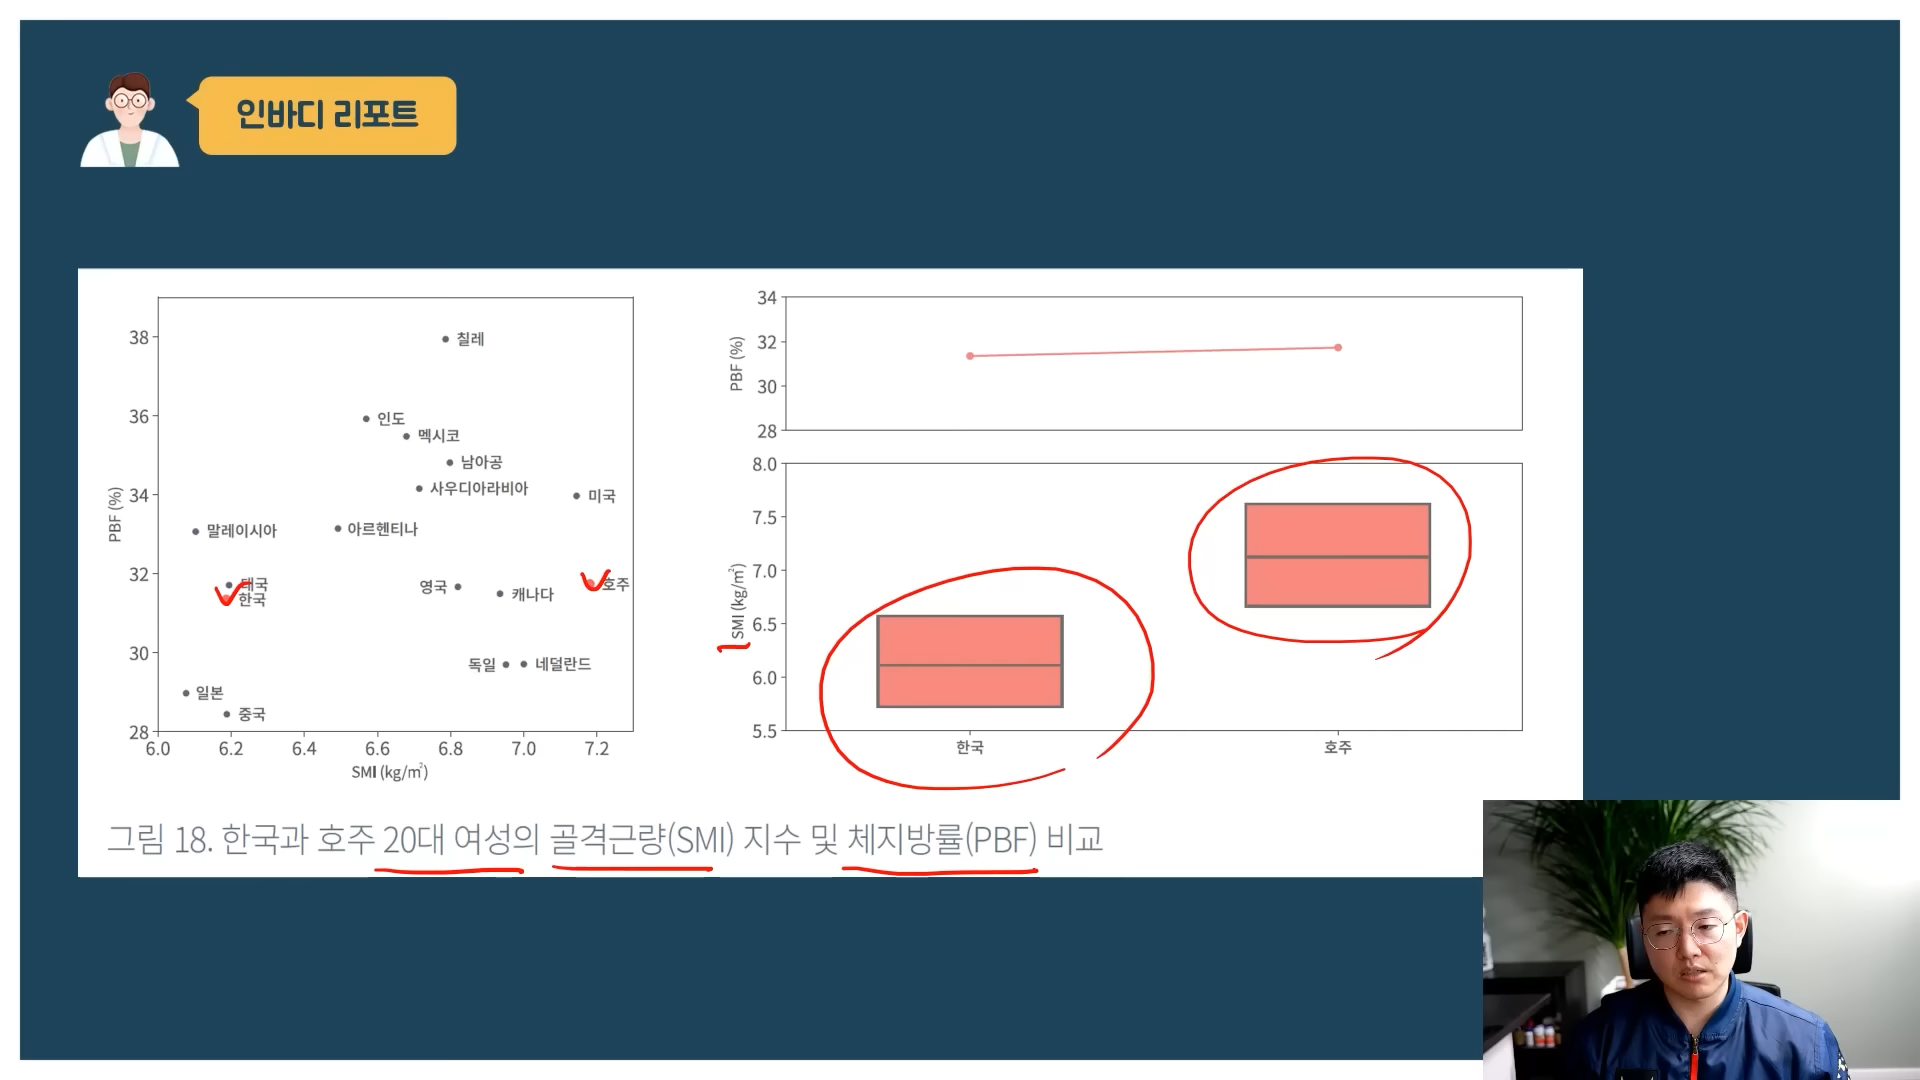 인바디 리포트
38
36
34
32
30
28
PBF (%)
칠레
인도
멕시코
남아공
사우디아라비아
미국
말레이시아
아르헨티나
태국
한국
영국
캐나다
호주
독일
네덜란드
일본
중국
6.0 6.2 6.4 6.6 6.8 7.0 7.2
SMI (kg/㎡)
34
32
30
28
PBF (%)
8.0
7.5
7.0
6.5
6.0
5.5
SMI (kg/㎡)
한국 호주
그림 18. 한국과 호주 20대 여성의 골격근량(SMI) 지수 및 체지방률(PBF) 비교